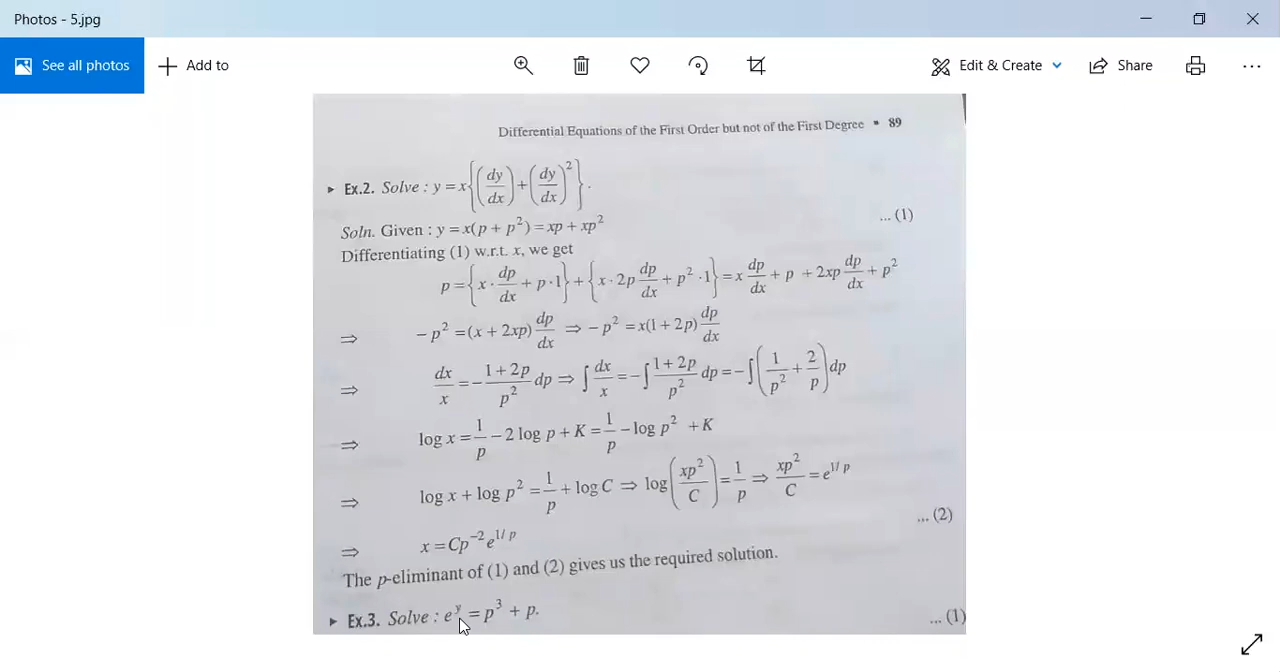 Photos - 5.jpg
See all photos
Add to
Edit & Create
Share
Differential Equations of the First Order but not of the First Degree ▪ 89
▸ Ex.2. Solve : y = x{(dy/dx) + (dy/dx)²}.
Soln. Given : y = x(p + p²) = xp + xp² ... (1)
Differentiating (1) w.r.t. x, we get
p = {x · dp/dx + p · 1} + {x · 2p dp/dx + p² · 1} = x dp/dx + p + 2xp dp/dx + p²
⇒ − p² = (x + 2xp) dp/dx ⇒ − p² = x(1 + 2p) dp/dx
⇒ dx/x = − (1 + 2p)/p² dp ⇒ ∫ dx/x = − ∫ (1 + 2p)/p² dp = − ∫ (1/p² + 2/p) dp
⇒ log x = 1/p − 2 log p + K = 1/p − log p² + K
⇒ log x + log p² = 1/p + log C ⇒ log (xp²/C) = 1/p ⇒ xp²/C = e^{1/p}
⇒ x = Cp⁻² e^{1/p} ... (2)
The p-eliminant of (1) and (2) gives us the required solution.
▸ Ex.3. Solve : e^y = p³ + p. ... (1)